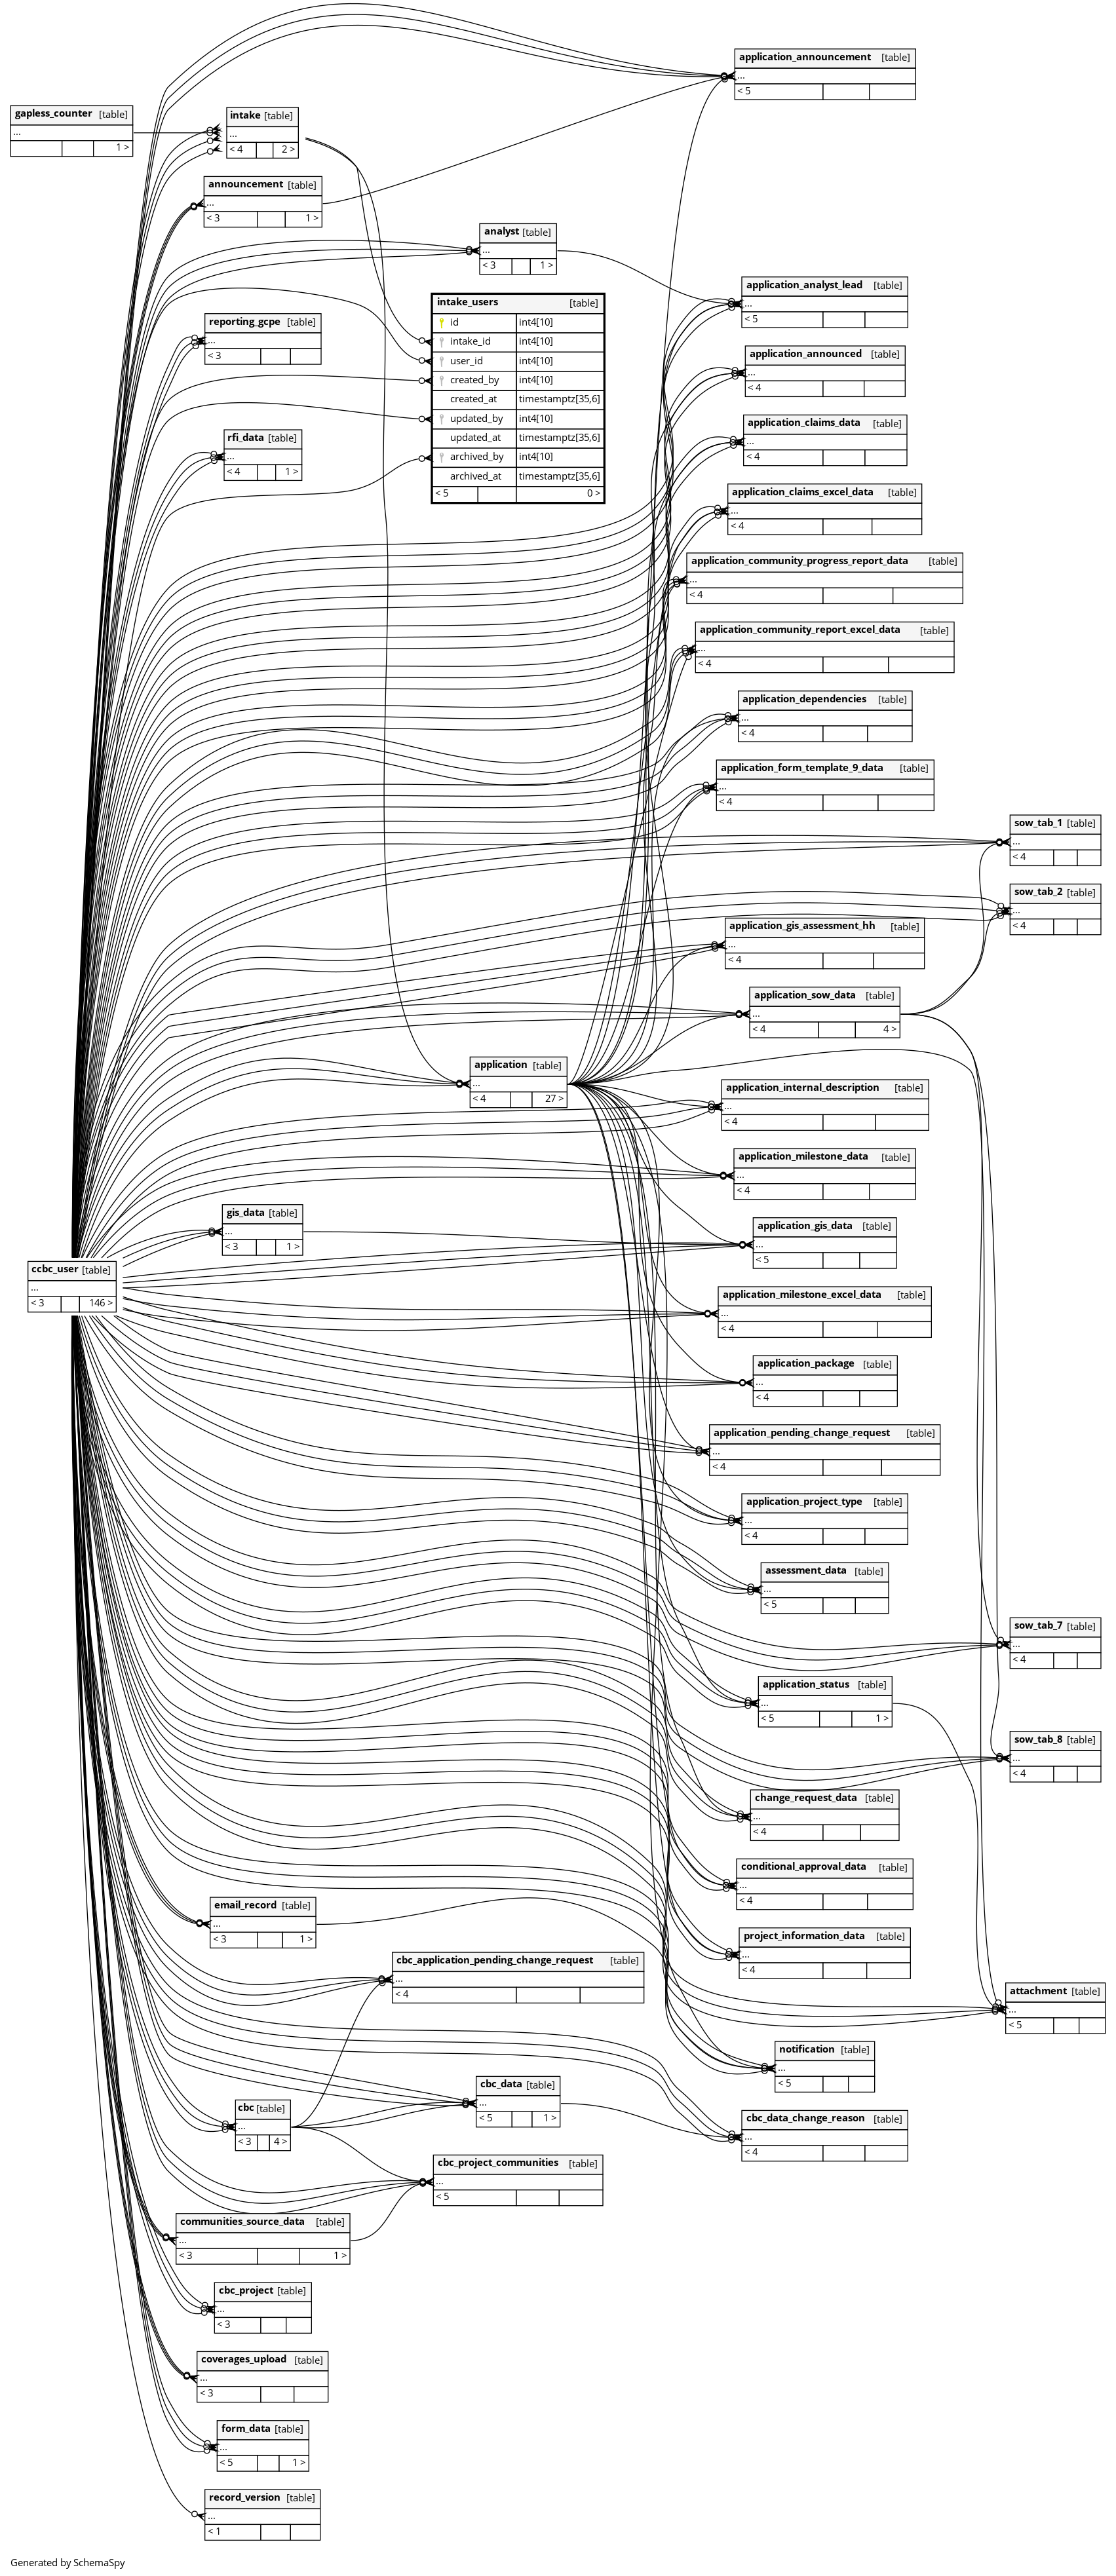 application_announcement [table]
...
< 5
gapless_counter [table]
...
1 >
intake [table]
...
< 4 2 >
announcement [table]
...
< 3 1 >
analyst [table]
...
< 3 1 >
application_analyst_lead [table]
...
< 5
intake_users [table]
id int4[10]
intake_id int4[10]
user_id int4[10]
created_by int4[10]
created_at timestamptz[35,6]
updated_by int4[10]
updated_at timestamptz[35,6]
archived_by int4[10]
archived_at timestamptz[35,6]
< 5 0 >
reporting_gcpe [table]
...
< 3
application_announced [table]
...
< 4
application_claims_data [table]
...
< 4
rfi_data [table]
...
< 4 1 >
application_claims_excel_data [table]
...
< 4
application_community_progress_report_data [table]
...
< 4
application_community_report_excel_data [table]
...
< 4
application_dependencies [table]
...
< 4
application_form_template_9_data [table]
...
< 4
sow_tab_1 [table]
...
< 4
sow_tab_2 [table]
...
< 4
application_gis_assessment_hh [table]
...
< 4
application_sow_data [table]
...
< 4 4 >
application [table]
...
< 4 27 >
application_internal_description [table]
...
< 4
application_milestone_data [table]
...
< 4
gis_data [table]
...
< 3 1 >
application_gis_data [table]
...
< 5
ccbc_user [table]
...
< 3 146 >
application_milestone_excel_data [table]
...
< 4
application_package [table]
...
< 4
application_pending_change_request [table]
...
< 4
application_project_type [table]
...
< 4
assessment_data [table]
...
< 5
sow_tab_7 [table]
...
< 4
application_status [table]
...
< 5 1 >
sow_tab_8 [table]
...
< 4
change_request_data [table]
...
< 4
conditional_approval_data [table]
...
< 4
email_record [table]
...
< 3 1 >
project_information_data [table]
...
< 4
cbc_application_pending_change_request [table]
...
< 4
attachment [table]
...
< 5
notification [table]
...
< 5
cbc_data [table]
...
< 5 1 >
cbc [table]
...
< 3 4 >
cbc_data_change_reason [table]
...
< 4
cbc_project_communities [table]
...
< 5
communities_source_data [table]
...
< 3 1 >
cbc_project [table]
...
< 3
coverages_upload [table]
...
< 3
form_data [table]
...
< 5 1 >
record_version [table]
...
< 1
Generated by SchemaSpy